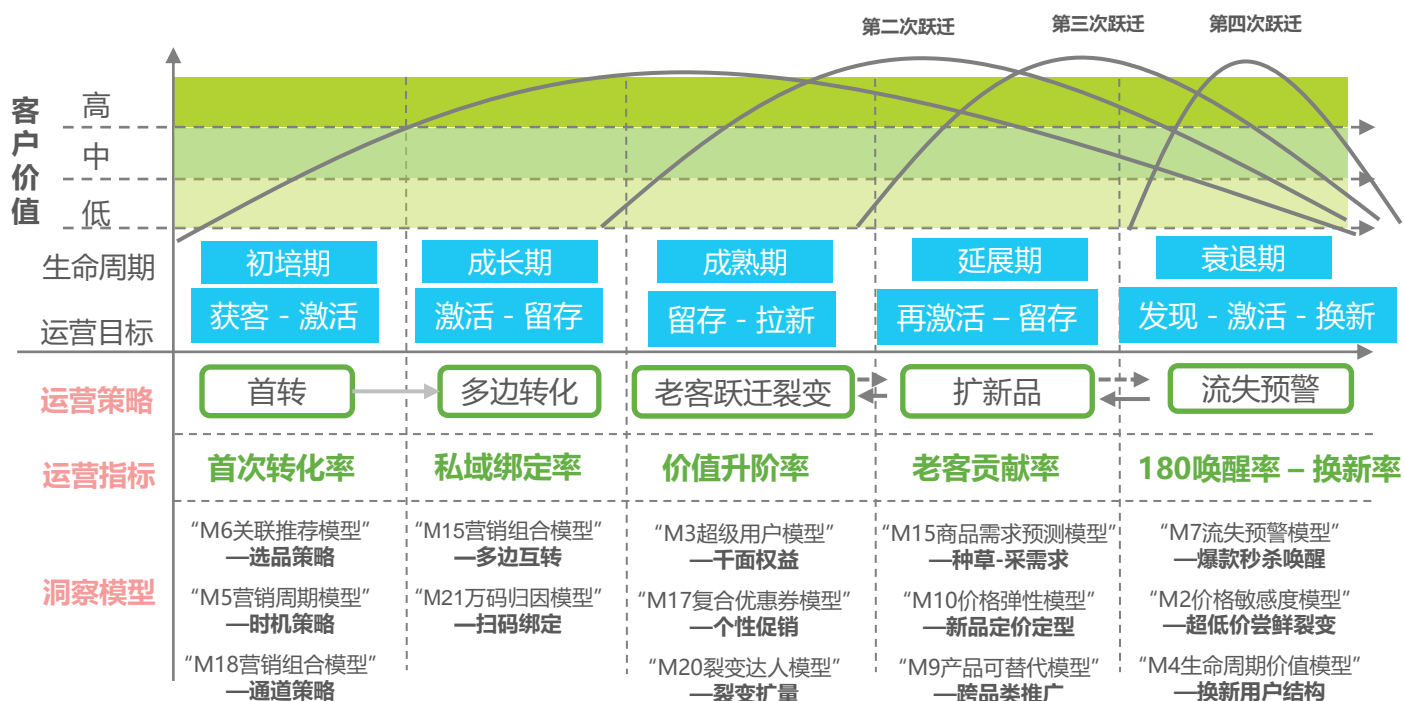 第二次跃迁
第三次跃迁
第四次跃迁
客户价值
高
中
低
生命周期
初培期
成长期
成熟期
延展期
衰退期
运营目标
获客 - 激活
激活 - 留存
留存 - 拉新
再激活 – 留存
发现 - 激活 - 换新
运营策略
首转
多边转化
老客跃迁裂变
扩新品
流失预警
运营指标
首次转化率
私域绑定率
价值升阶率
老客贡献率
180唤醒率 – 换新率
洞察模型
“M6关联推荐模型”
—选品策略
“M5营销周期模型”
—时机策略
“M18营销组合模型”
—通道策略
“M15营销组合模型”
—多边互转
“M21万码归因模型”
—扫码绑定
“M3超级用户模型”
—千面权益
“M17复合优惠券模型”
—个性促销
“M20裂变达人模型”
—裂变扩量
“M15商品需求预测模型”
—种草-采需求
“M10价格弹性模型”
—新品定价定型
“M9产品可替代模型”
—跨品类推广
“M7流失预警模型”
—爆款秒杀唤醒
“M2价格敏感度模型”
—超低价尝鲜裂变
“M4生命周期价值模型”
—换新用户结构